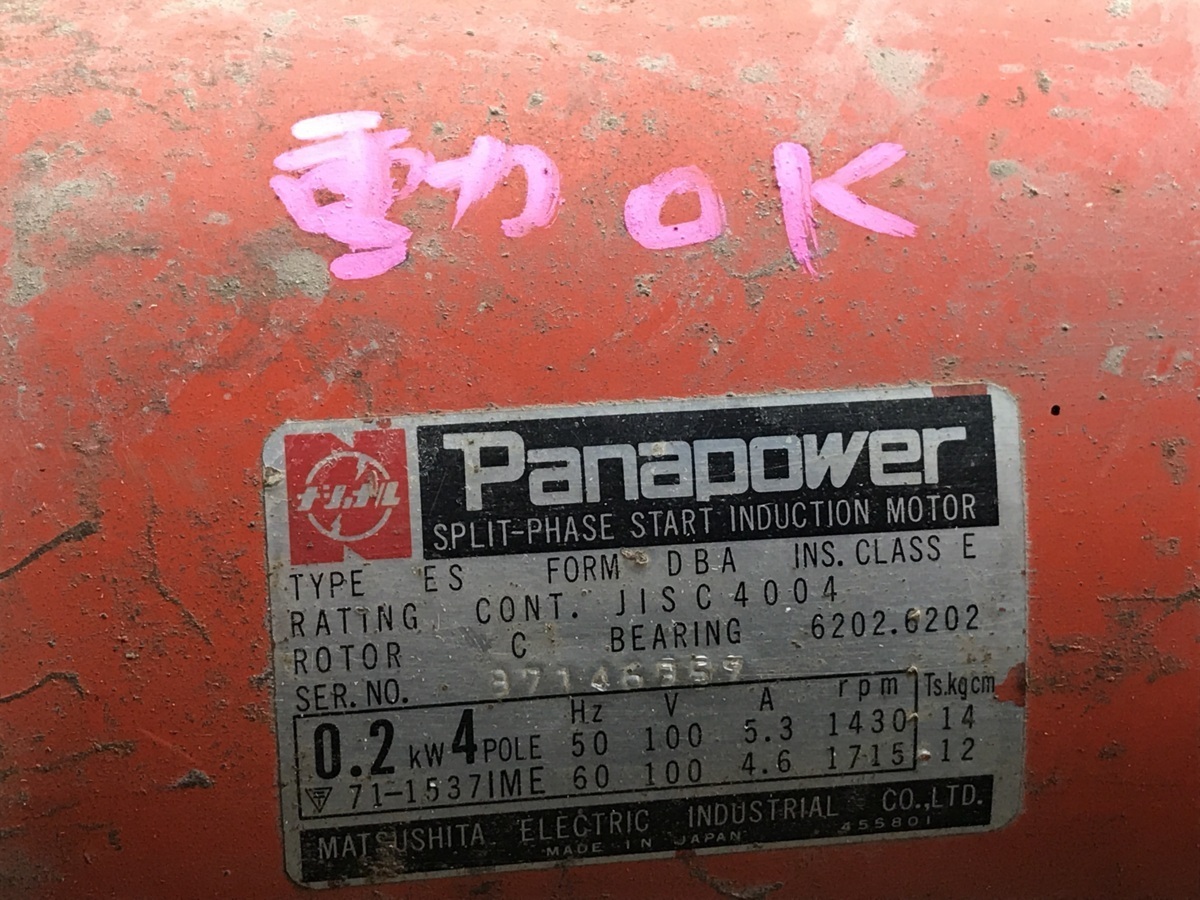 動 OK
ナショナル
Panapower
SPLIT-PHASE START INDUCTION MOTOR
TYPE ES FORM DBA INS. CLASS E
RATING CONT. JIS C 4004
ROTOR C BEARING 6202.6202
SER. NO.
Hz V A rpm Ts.kgcm
0.2 kW 4 POLE 50 100 5.3 1430 14
71-1537 IME 60 100 4.6 1715 12
MATSUSHITA ELECTRIC INDUSTRIAL CO.,LTD.
MADE IN JAPAN 455801